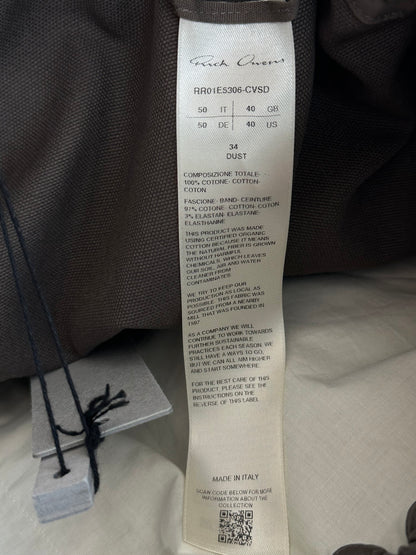 Rick Owens
RR01E5306-CVSD
50 IT 40 GB
50 DE 40 US
34
DUST
COMPOSIZIONE TOTALE-
100% COTONE- COTTON-
COTON
FASCIONE- BAND- CEINTURE
97% COTONE- COTTON- COTON
3% ELASTAN- ELASTANE-
ELASTHANNE
THIS PRODUCT WAS MADE
USING CERTIFIED ORGANIC
COTTON BECAUSE IT MEANS
THE NATURAL FIBER IS GROWN
WITHOUT HARMFUL
CHEMICALS, WHICH LEAVES
OUR SOIL, AIR AND WATER
CLEANER FROM
CONTAMINATES
WE TRY TO KEEP OUR
PRODUCTION AS LOCAL AS
POSSIBLE. THIS FABRIC WAS
SOURCED FROM A NEARBY
MILL THAT WAS FOUNDED IN
1987
AS A COMPANY WE WILL
CONTINUE TO WORK TOWARDS
FURTHER SUSTAINABLE
PRACTICES EACH SEASON. WE
STILL HAVE A WAYS TO GO,
BUT WE CAN ALL AIM HIGHER
AND START SOMEWHERE.
FOR THE BEST CARE OF THIS
PRODUCT, PLEASE SEE THE
INSTRUCTIONS ON THE
REVERSE OF THIS LABEL
MADE IN ITALY
SCAN CODE BELOW FOR MORE
INFORMATION ABOUT THE
COLLECTION